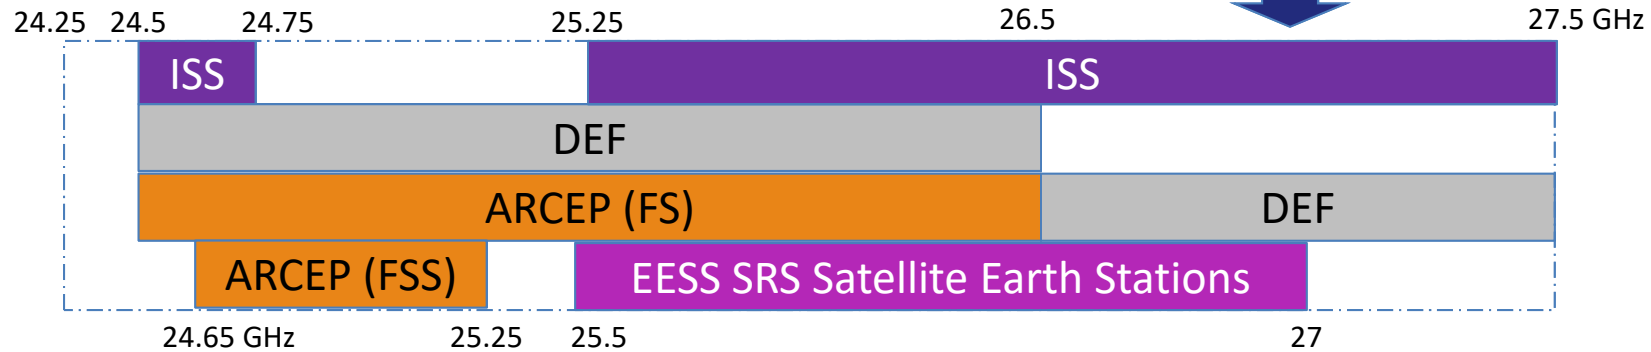 24.25 24.5 24.75 25.25 26.5 27.5 GHz
ISS ISS
DEF
ARCEP (FS) DEF
ARCEP (FSS) EESS SRS Satellite Earth Stations
24.65 GHz 25.25 25.5 27